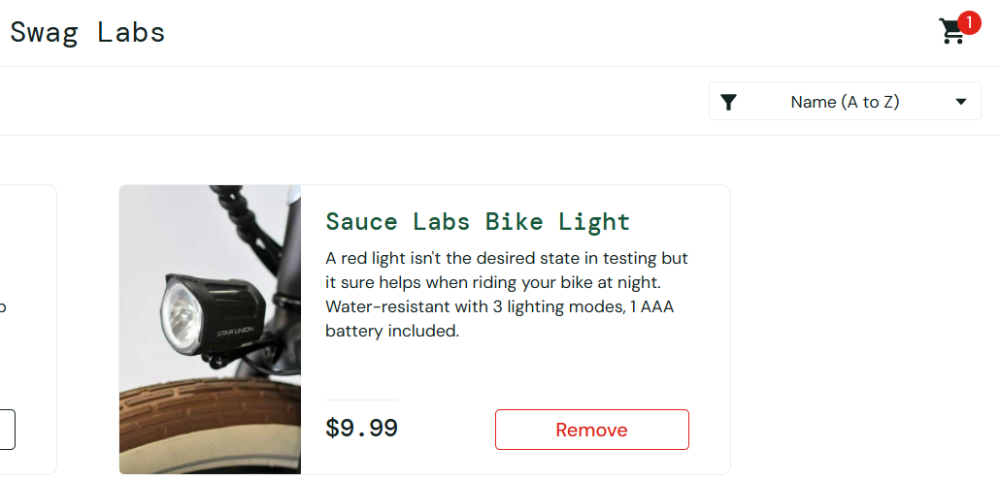 Swag Labs
1
Name (A to Z)
Sauce Labs Bike Light
A red light isn't the desired state in testing but
it sure helps when riding your bike at night.
Water-resistant with 3 lighting modes, 1 AAA
battery included.
STAR UNION
$9.99
Remove